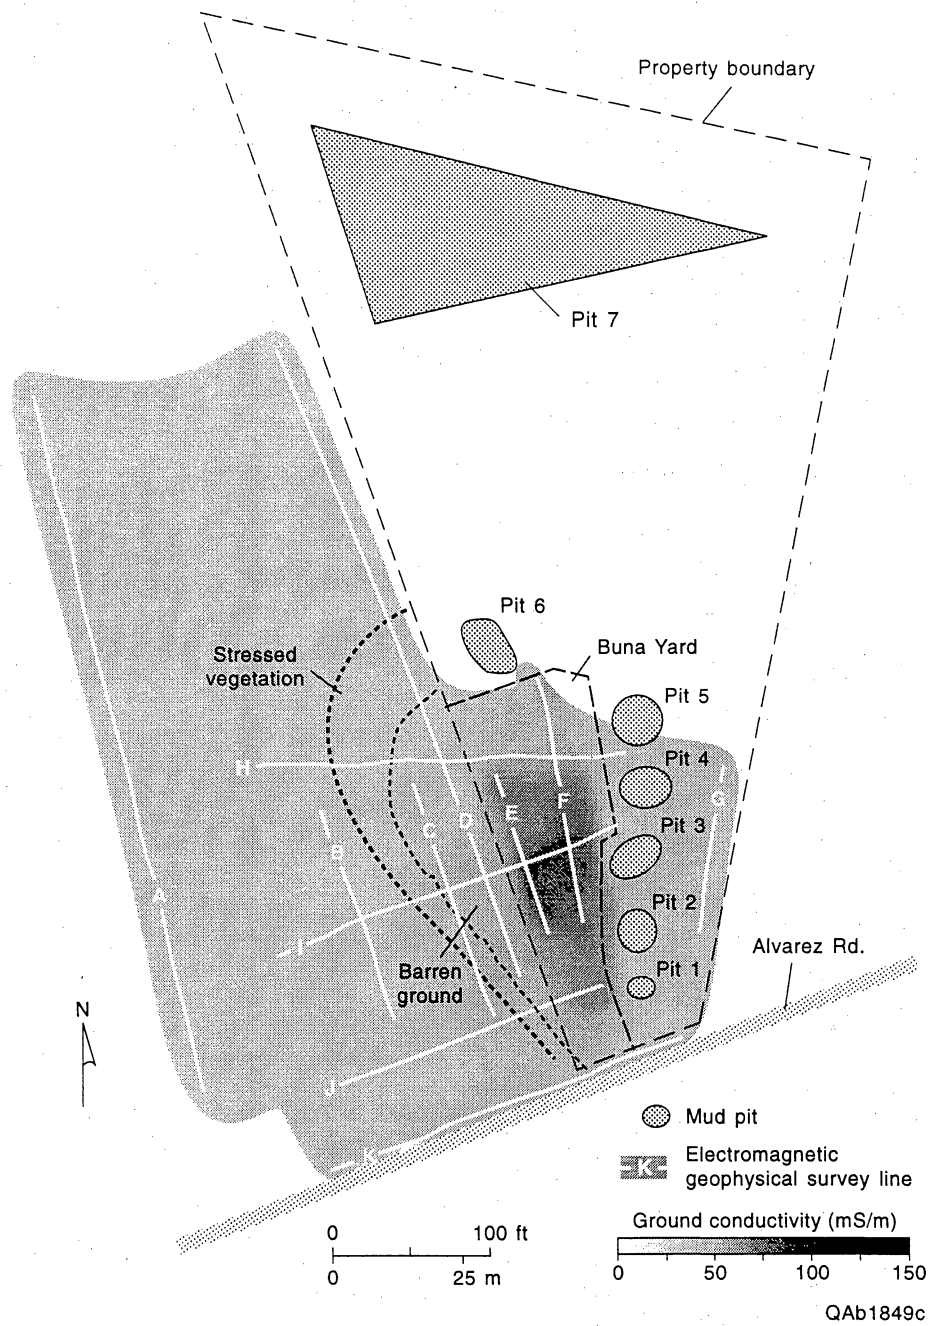 Property boundary
Pit 7
Pit 6
Stressed
vegetation
Buna Yard
Pit 5
Pit 4
H
G
F
E
D
C
B
Pit 3
A
Pit 2
I
Alvarez Rd.
Pit 1
Barren
ground
N
J
K
Mud pit
K
Electromagnetic
geophysical survey line
0 100 ft
0 25 m
Ground conductivity (mS/m)
0 50 100 150
QAb1849c